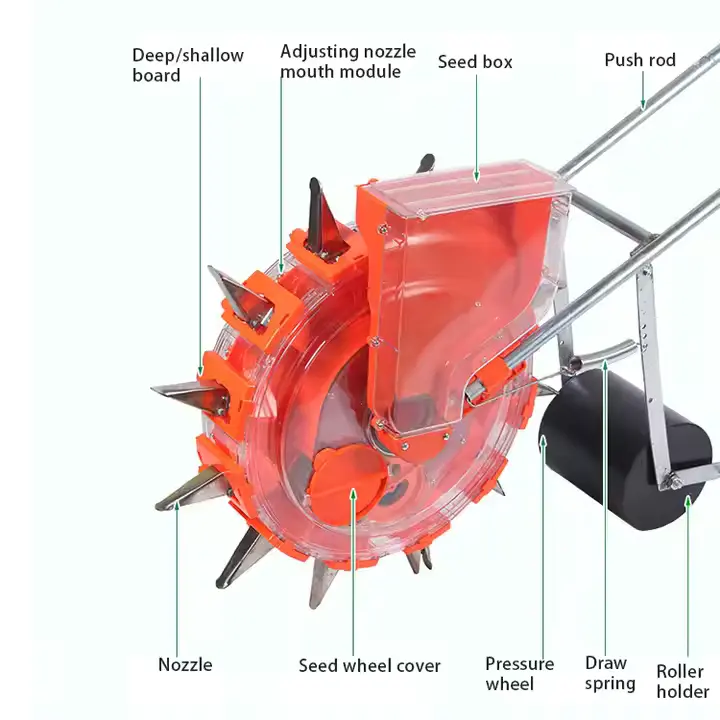 Deep/shallow
board
Adjusting nozzle
mouth module
Seed box
Push rod
Nozzle
Seed wheel cover
Pressure
wheel
Draw
spring
Roller
holder